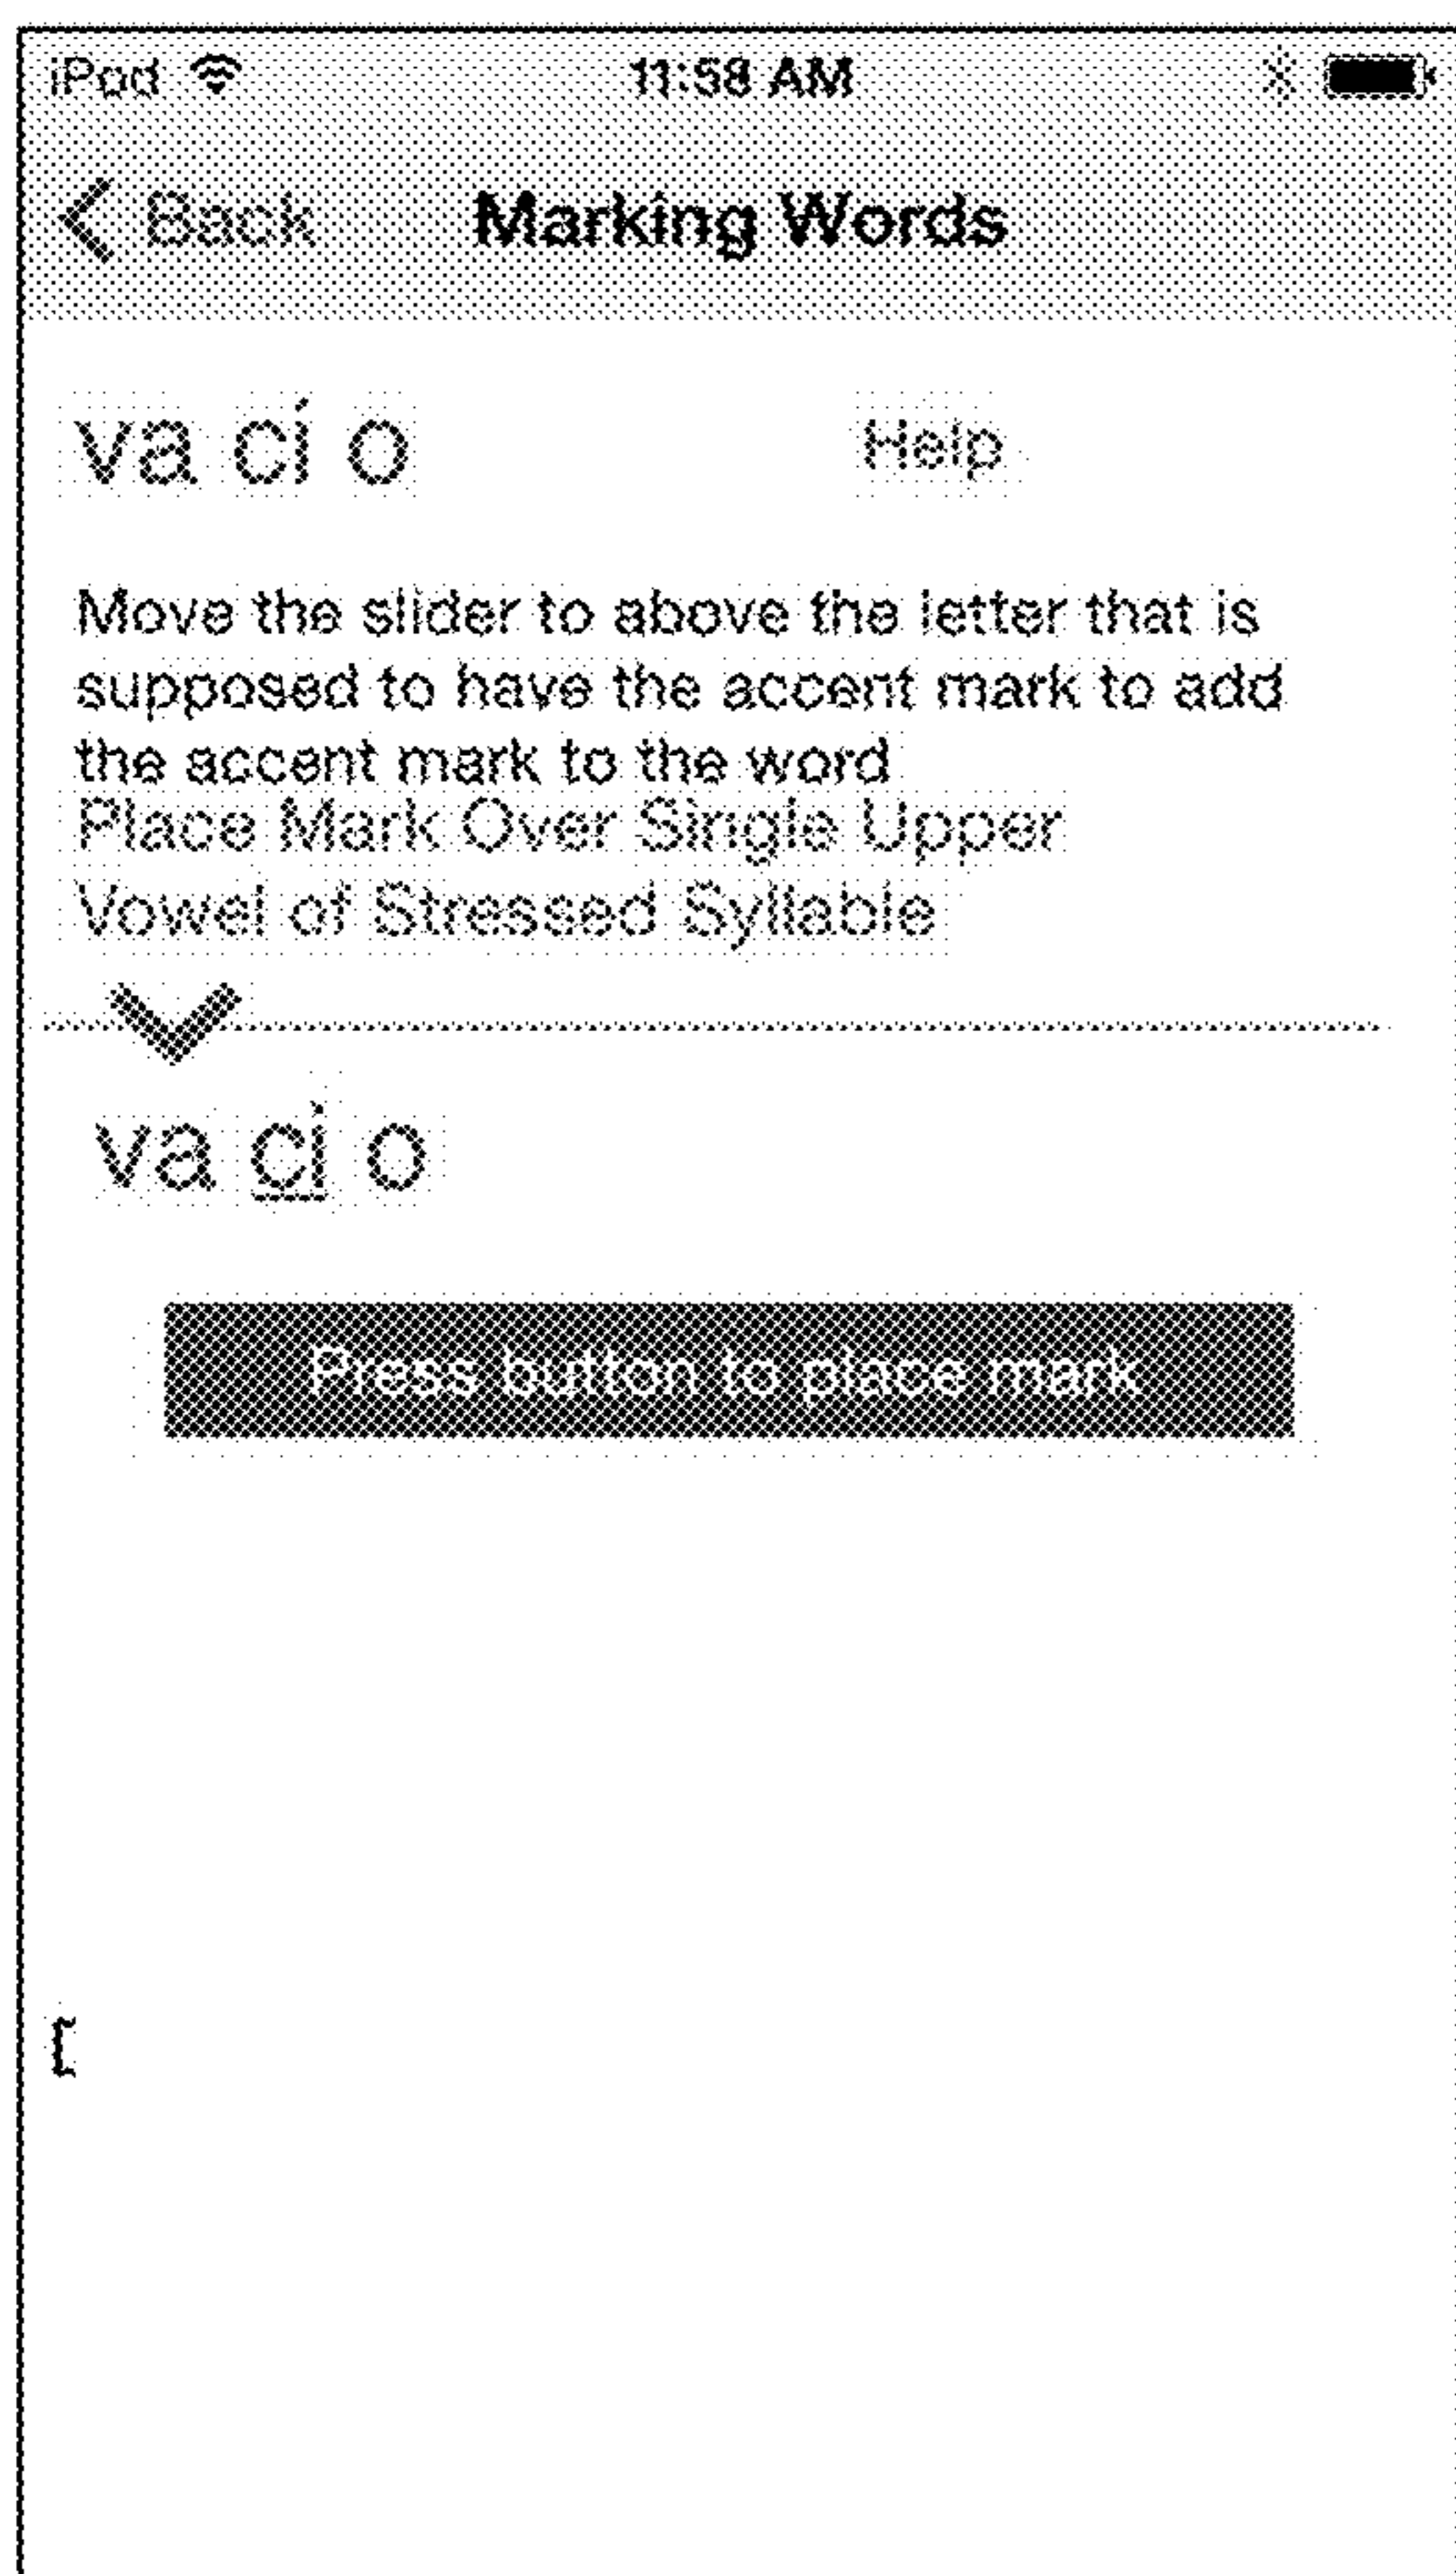 iPod 11:58 AM
Back Marking Words
va cí o Help
Move the slider to above the letter that is
supposed to have the accent mark to add
the accent mark to the word
Place Mark Over Single Upper
Vowel of Stressed Syllable
va ci o
Press button to place mark
[